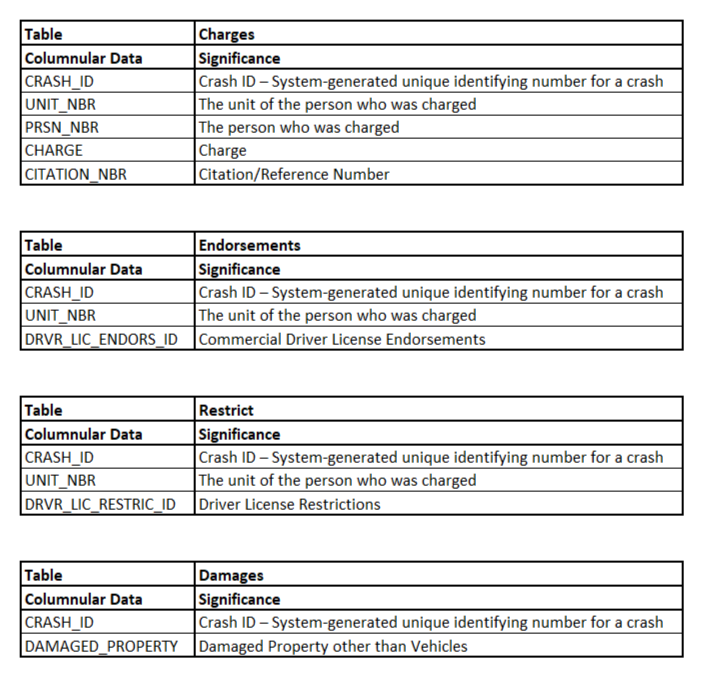 Table Charges
Columnular Data Significance
CRASH_ID Crash ID – System-generated unique identifying number for a crash
UNIT_NBR The unit of the person who was charged
PRSN_NBR The person who was charged
CHARGE Charge
CITATION_NBR Citation/Reference Number
Table Endorsements
Columnular Data Significance
CRASH_ID Crash ID – System-generated unique identifying number for a crash
UNIT_NBR The unit of the person who was charged
DRVR_LIC_ENDORS_ID Commercial Driver License Endorsements
Table Restrict
Columnular Data Significance
CRASH_ID Crash ID – System-generated unique identifying number for a crash
UNIT_NBR The unit of the person who was charged
DRVR_LIC_RESTRIC_ID Driver License Restrictions
Table Damages
Columnular Data Significance
CRASH_ID Crash ID – System-generated unique identifying number for a crash
DAMAGED_PROPERTY Damaged Property other than Vehicles